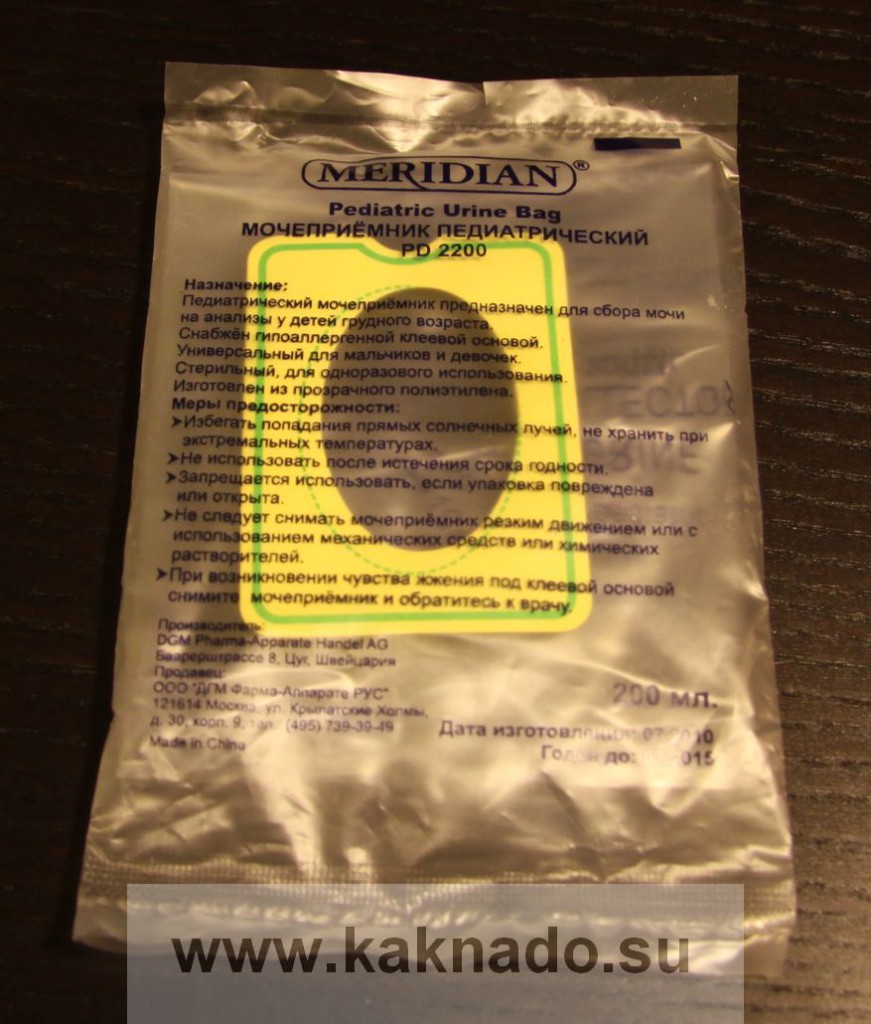 MERIDIAN®
Pediatric Urine Bag
МОЧЕПРИЁМНИК ПЕДИАТРИЧЕСКИЙ
PD 2200
Назначение:
Педиатрический мочеприёмник предназначен для сбора мочи
на анализы у детей грудного возраста.
Снабжён гипоаллергенной клеевой основой.
Универсальный для мальчиков и девочек.
Стерильный, для одноразового использования.
Изготовлен из прозрачного полиэтилена.
Меры предосторожности:
➤Избегать попадания прямых солнечных лучей, не хранить при
экстремальных температурах.
➤Не использовать после истечения срока годности.
➤Запрещается использовать, если упаковка повреждена
или открыта.
➤Не следует снимать мочеприёмник резким движением или с
использованием механических средств или химических
растворителей.
➤При возникновении чувства жжения под клеевой основой
снимите мочеприёмник и обратитесь к врачу.
Производитель:
DGM Pharma-Apparate Handel AG
Баарерштрассе 8, Цуг, Швейцария
Продавец:
ООО "ДГМ Фарма-Аппарате РУС"
121614 Москва, ул. Крылатские Холмы,
д. 30, корп. 9, тел. (495) 739-39-49
Made in China
200 мл.
Дата изготовления: 07 2010
Годен до: 2015
www.kaknado.su